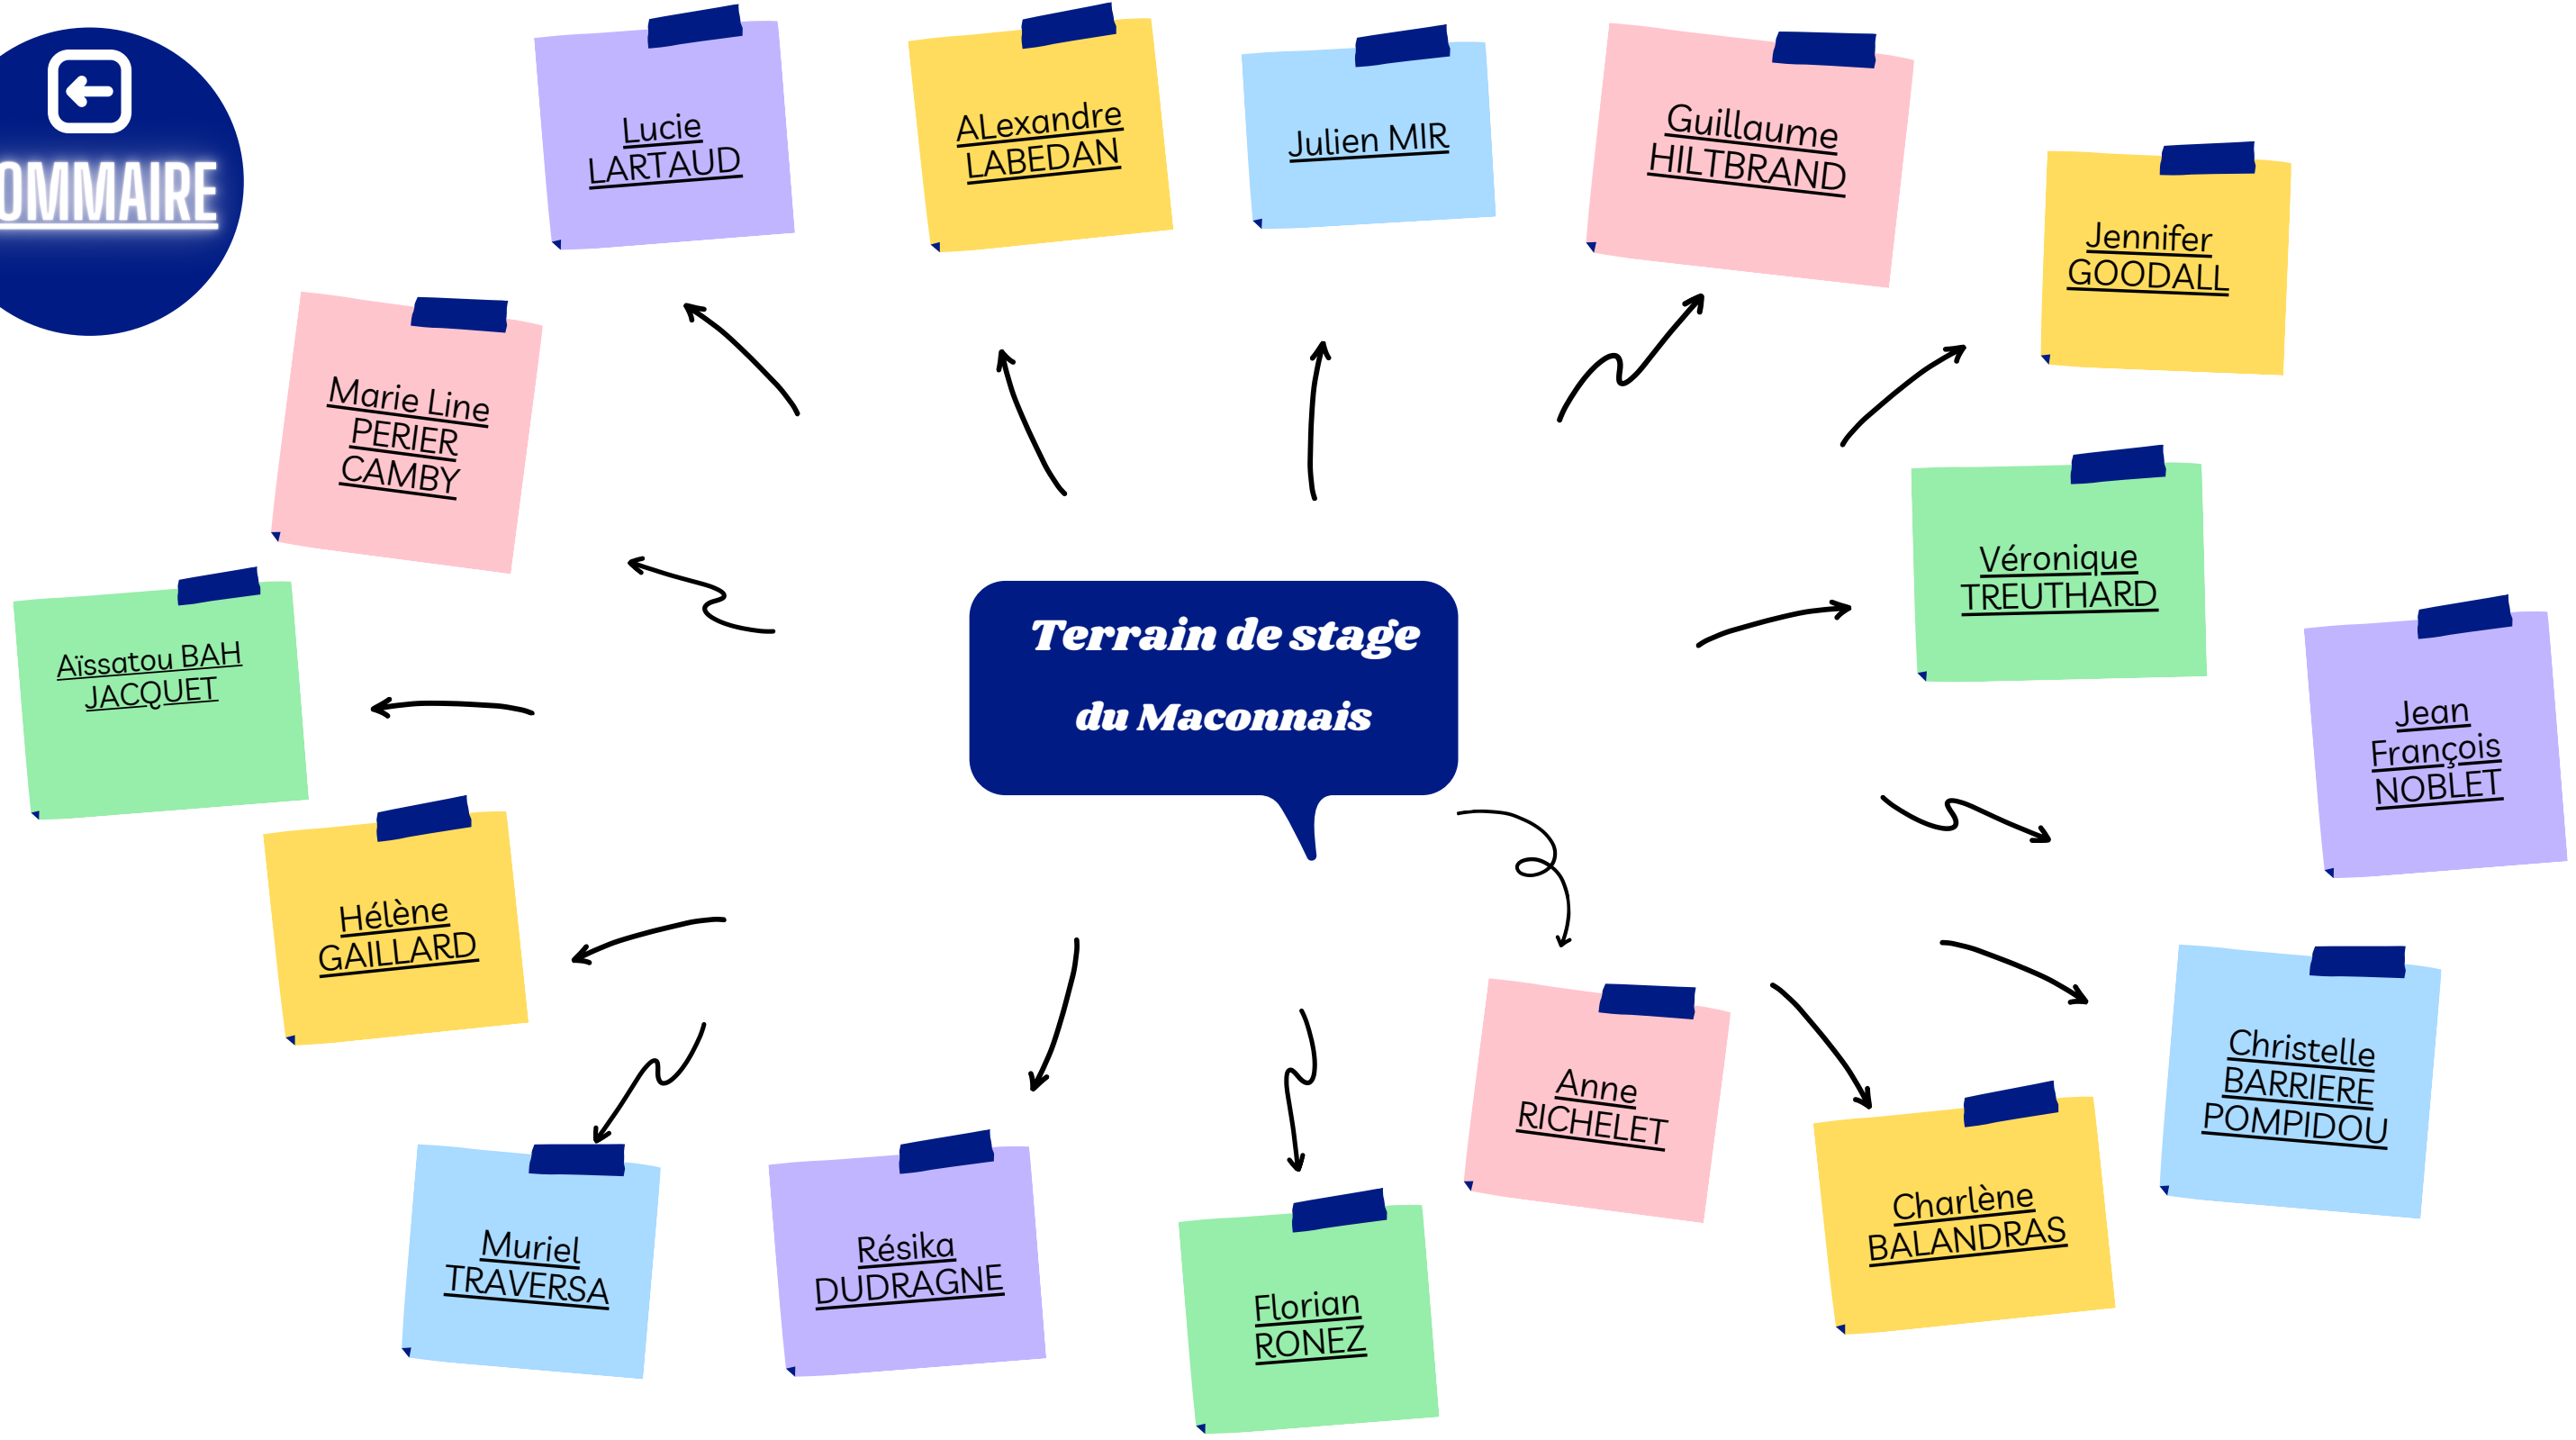 OMMAIRE
Lucie
LARTAUD
ALexandre
LABEDAN
Julien MIR
Guillaume
HILTBRAND
Jennifer
GOODALL
Marie Line
PERIER
CAMBY
Véronique
TREUTHARD
Aïssatou BAH
JACQUET
Terrain de stage
du Maconnais
Jean
François
NOBLET
Hélène
GAILLARD
Anne
RICHELET
Christelle
BARRIERE
POMPIDOU
Charlène
BALANDRAS
Muriel
TRAVERSA
Résika
DUDRAGNE
Florian
RONEZ